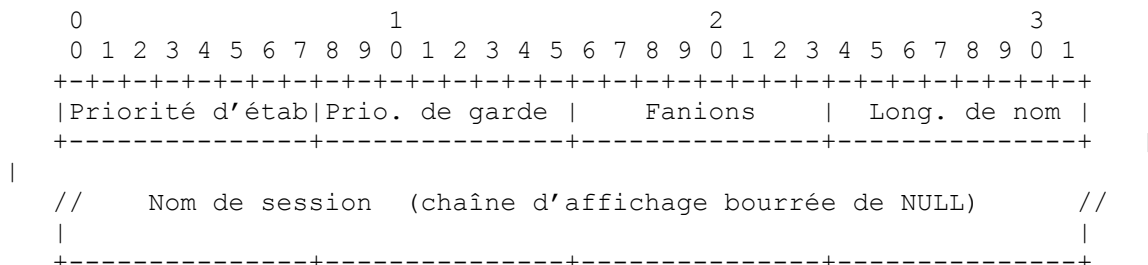 0                   1                   2                   3
 0 1 2 3 4 5 6 7 8 9 0 1 2 3 4 5 6 7 8 9 0 1 2 3 4 5 6 7 8 9 0 1
+-+-+-+-+-+-+-+-+-+-+-+-+-+-+-+-+-+-+-+-+-+-+-+-+-+-+-+-+-+-+-+-+
|Priorité d’étab|Prio. de garde |    Fanions    |  Long. de nom |
+---------------+---------------+---------------+---------------+    |
|
//    Nom de session  (chaîne d’affichage bourrée de NULL)      //
|                                                               |
+---------------+---------------+---------------+---------------+